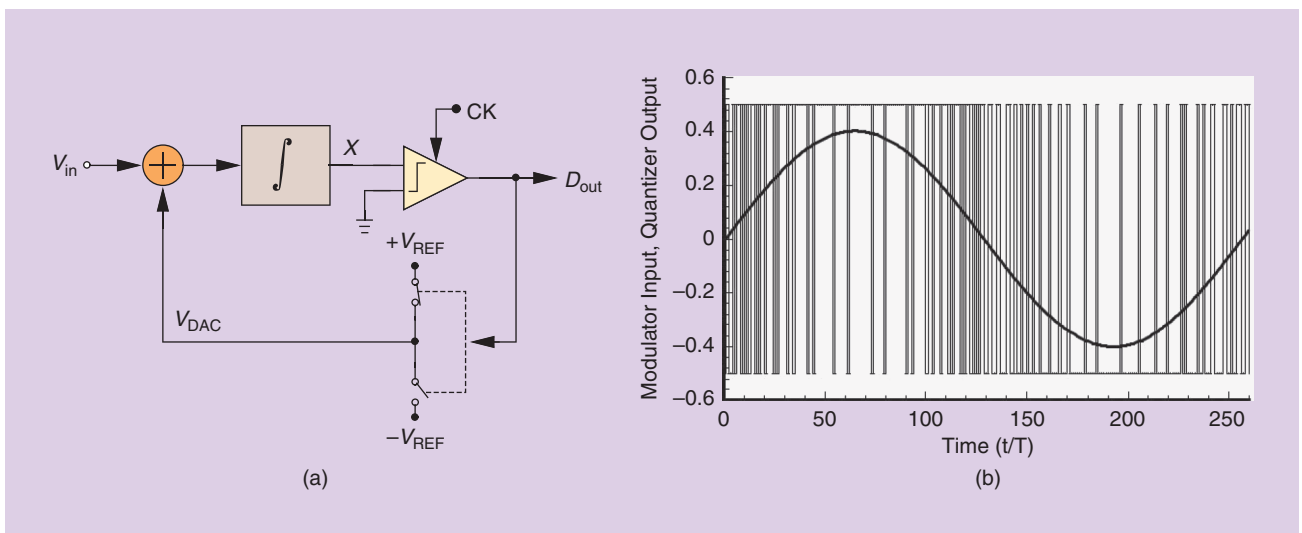 V_in
+
∫
X
CK
D_out
+V_REF
V_DAC
−V_REF
(a)
Modulator Input, Quantizer Output
0.6
0.4
0.2
0
−0.2
−0.4
−0.6
0 50 100 150 200 250
Time (t/T)
(b)